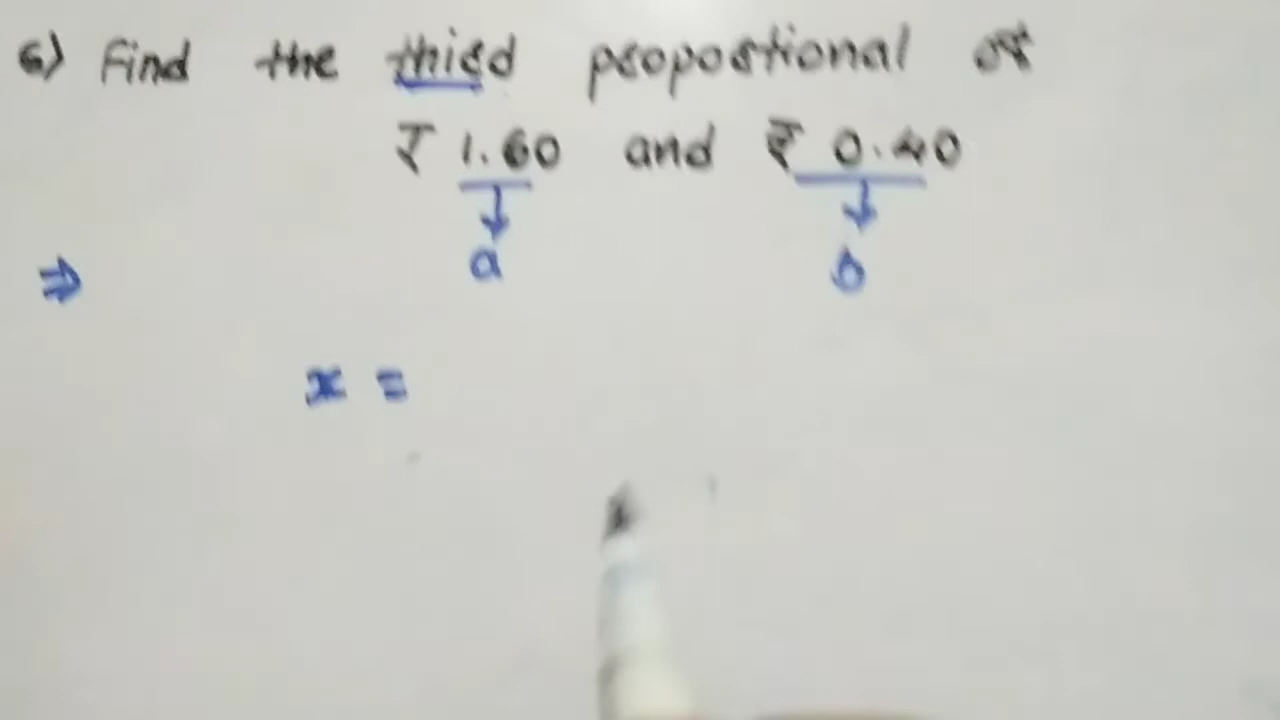 6) Find the third proportional of
₹ 1.60 and ₹ 0.40
a b
⇒
x =